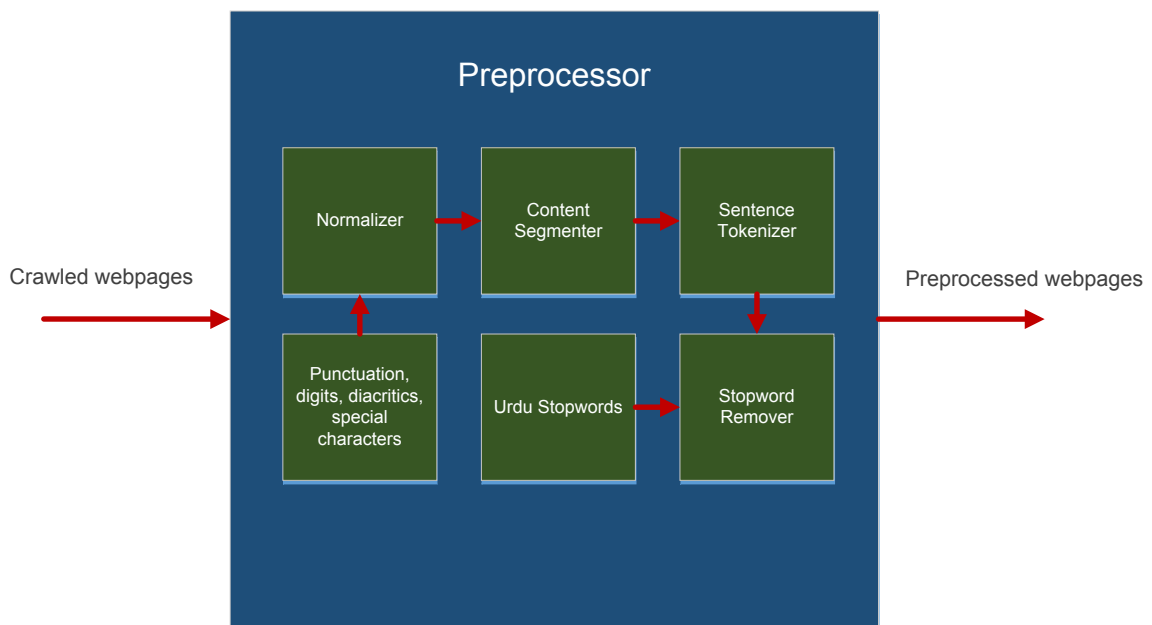 Preprocessor
Normalizer
Content
Segmenter
Sentence
Tokenizer
Crawled webpages
Preprocessed webpages
Punctuation,
digits, diacritics,
special
characters
Urdu Stopwords
Stopword
Remover